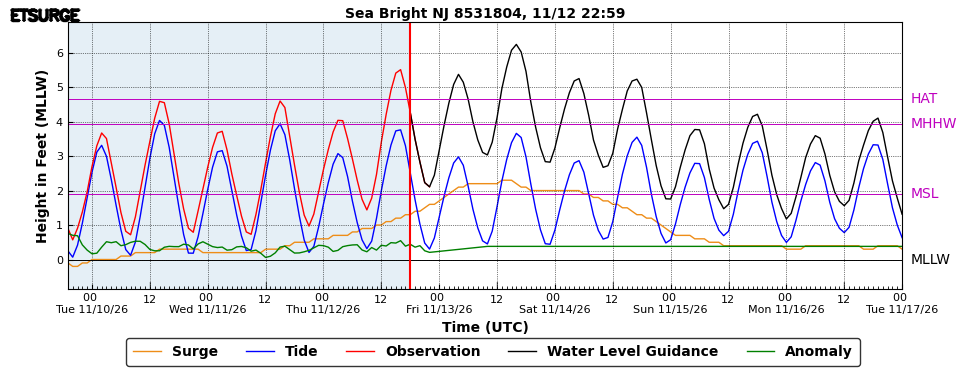 ETSURGE
Sea Bright NJ 8531804, 11/12 22:59
Height in Feet (MLLW)
6
5
4
3
2
1
0
HAT
MHHW
MSL
MLLW
00 12 00 12 00 12 00 12 00 12 00 12 00 12 00
Tue 11/10/26 Wed 11/11/26 Thu 11/12/26 Fri 11/13/26 Sat 11/14/26 Sun 11/15/26 Mon 11/16/26 Tue 11/17/26
Time (UTC)
Surge Tide Observation Water Level Guidance Anomaly